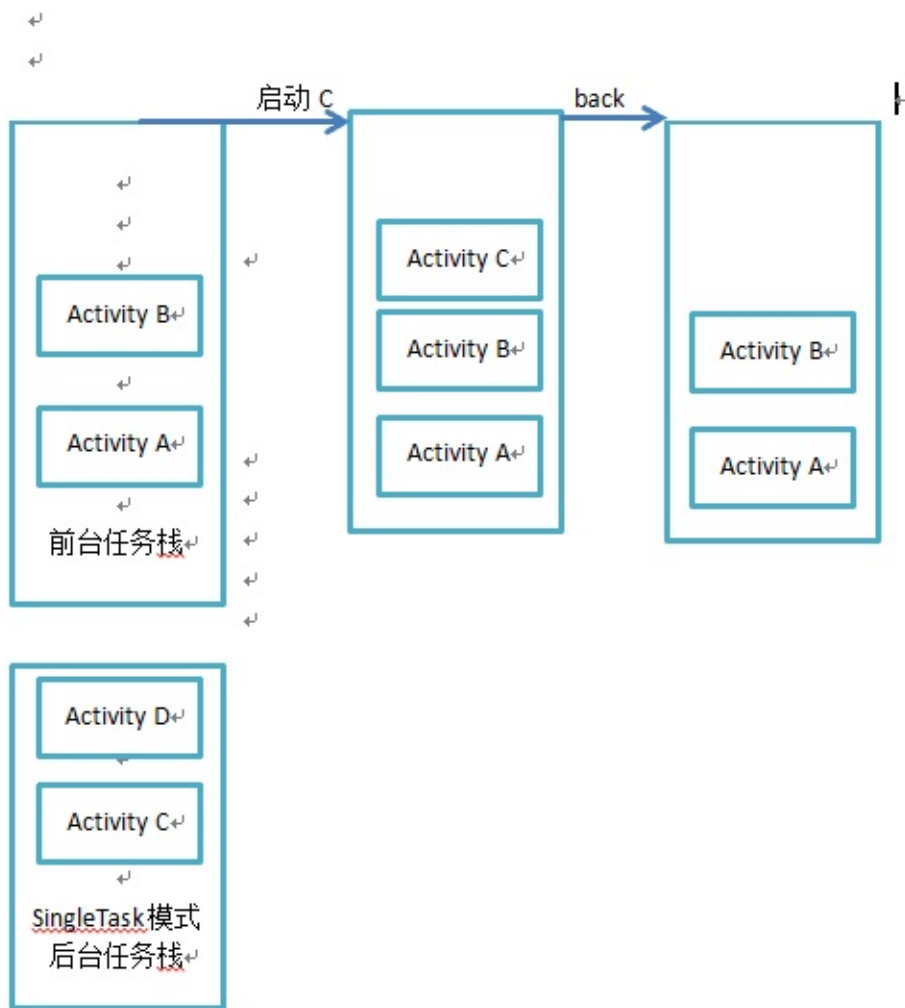 启动 C
back
Activity B
Activity A
前台任务栈
Activity C
Activity B
Activity A
Activity B
Activity A
Activity D
Activity C
SingleTask模式
后台任务栈